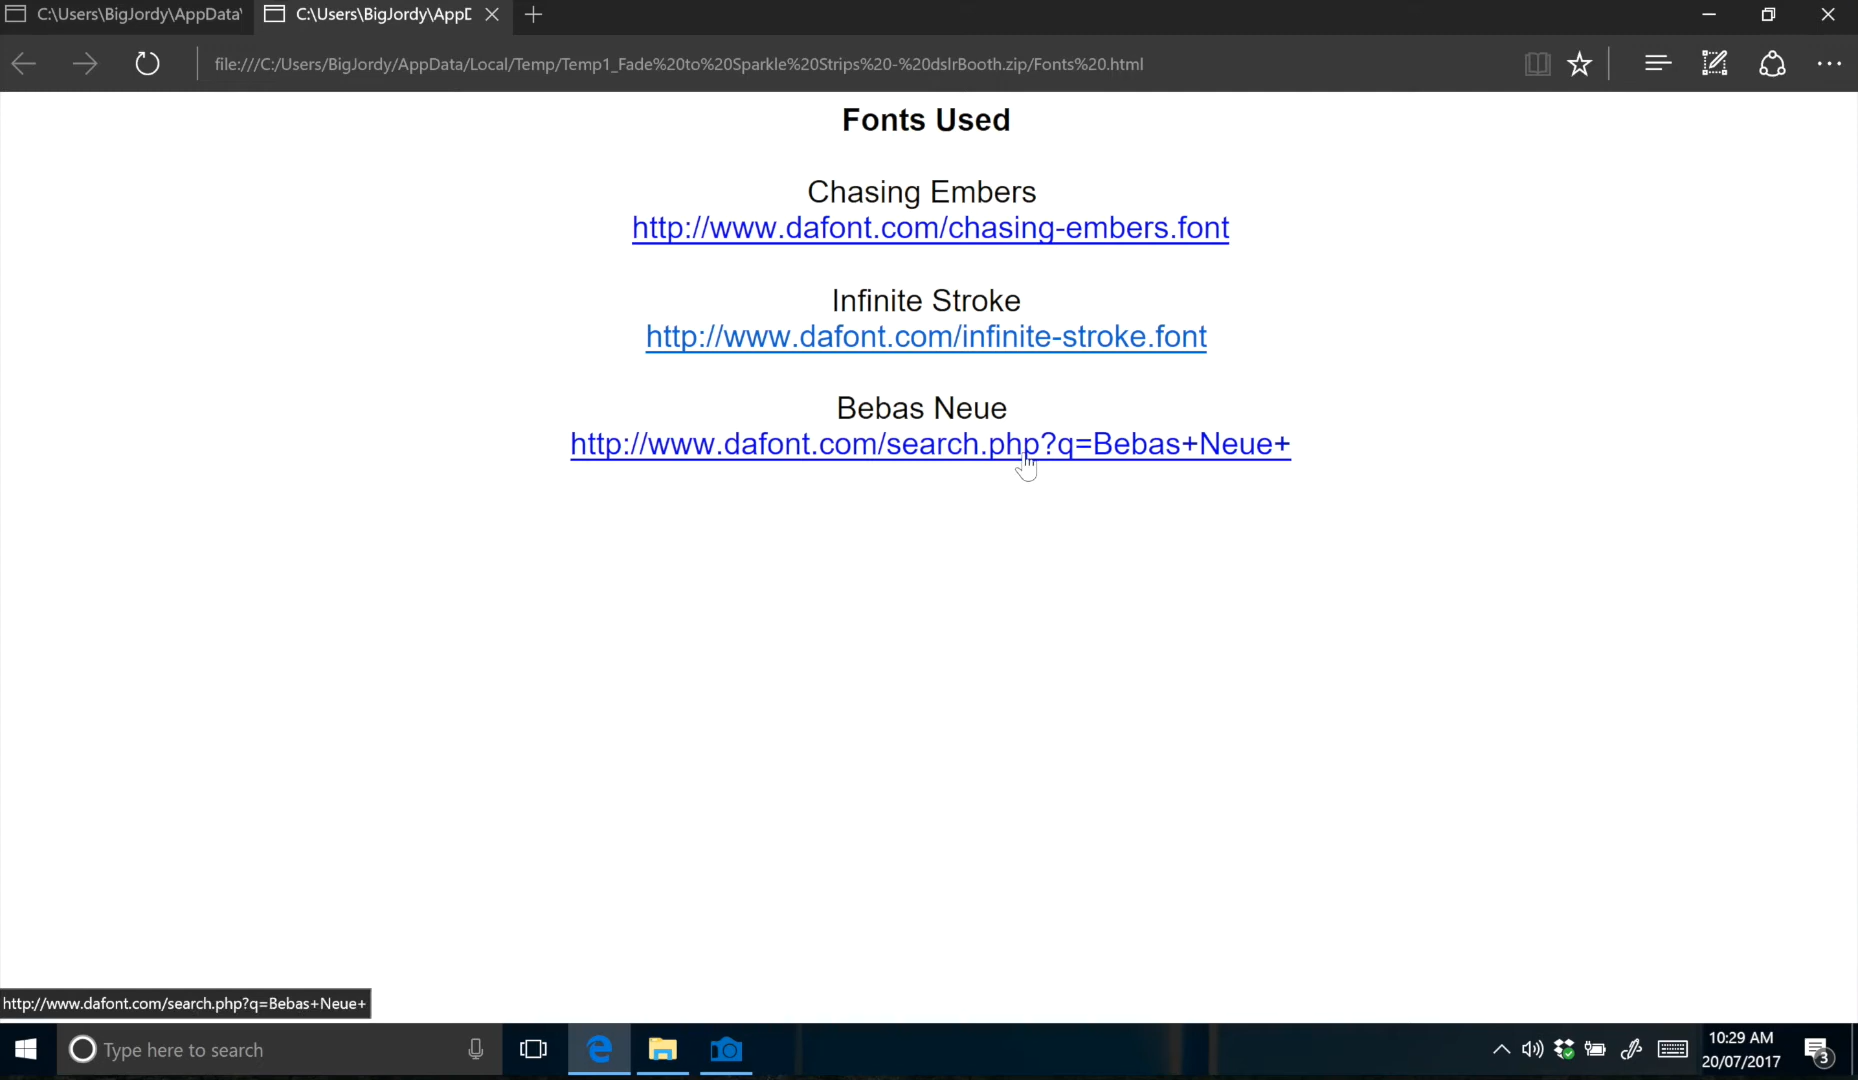 C:\Users\BigJordy\AppData\
C:\Users\BigJordy\AppD
file:///C:/Users/BigJordy/AppData/Local/Temp/Temp1_Fade%20to%20Sparkle%20Strips%20-%20dslrBooth.zip/Fonts%20.html
Fonts Used
Chasing Embers
http://www.dafont.com/chasing-embers.font
Infinite Stroke
http://www.dafont.com/infinite-stroke.font
Bebas Neue
http://www.dafont.com/search.php?q=Bebas+Neue+
http://www.dafont.com/search.php?q=Bebas+Neue+
Type here to search
10:29 AM
20/07/2017
3